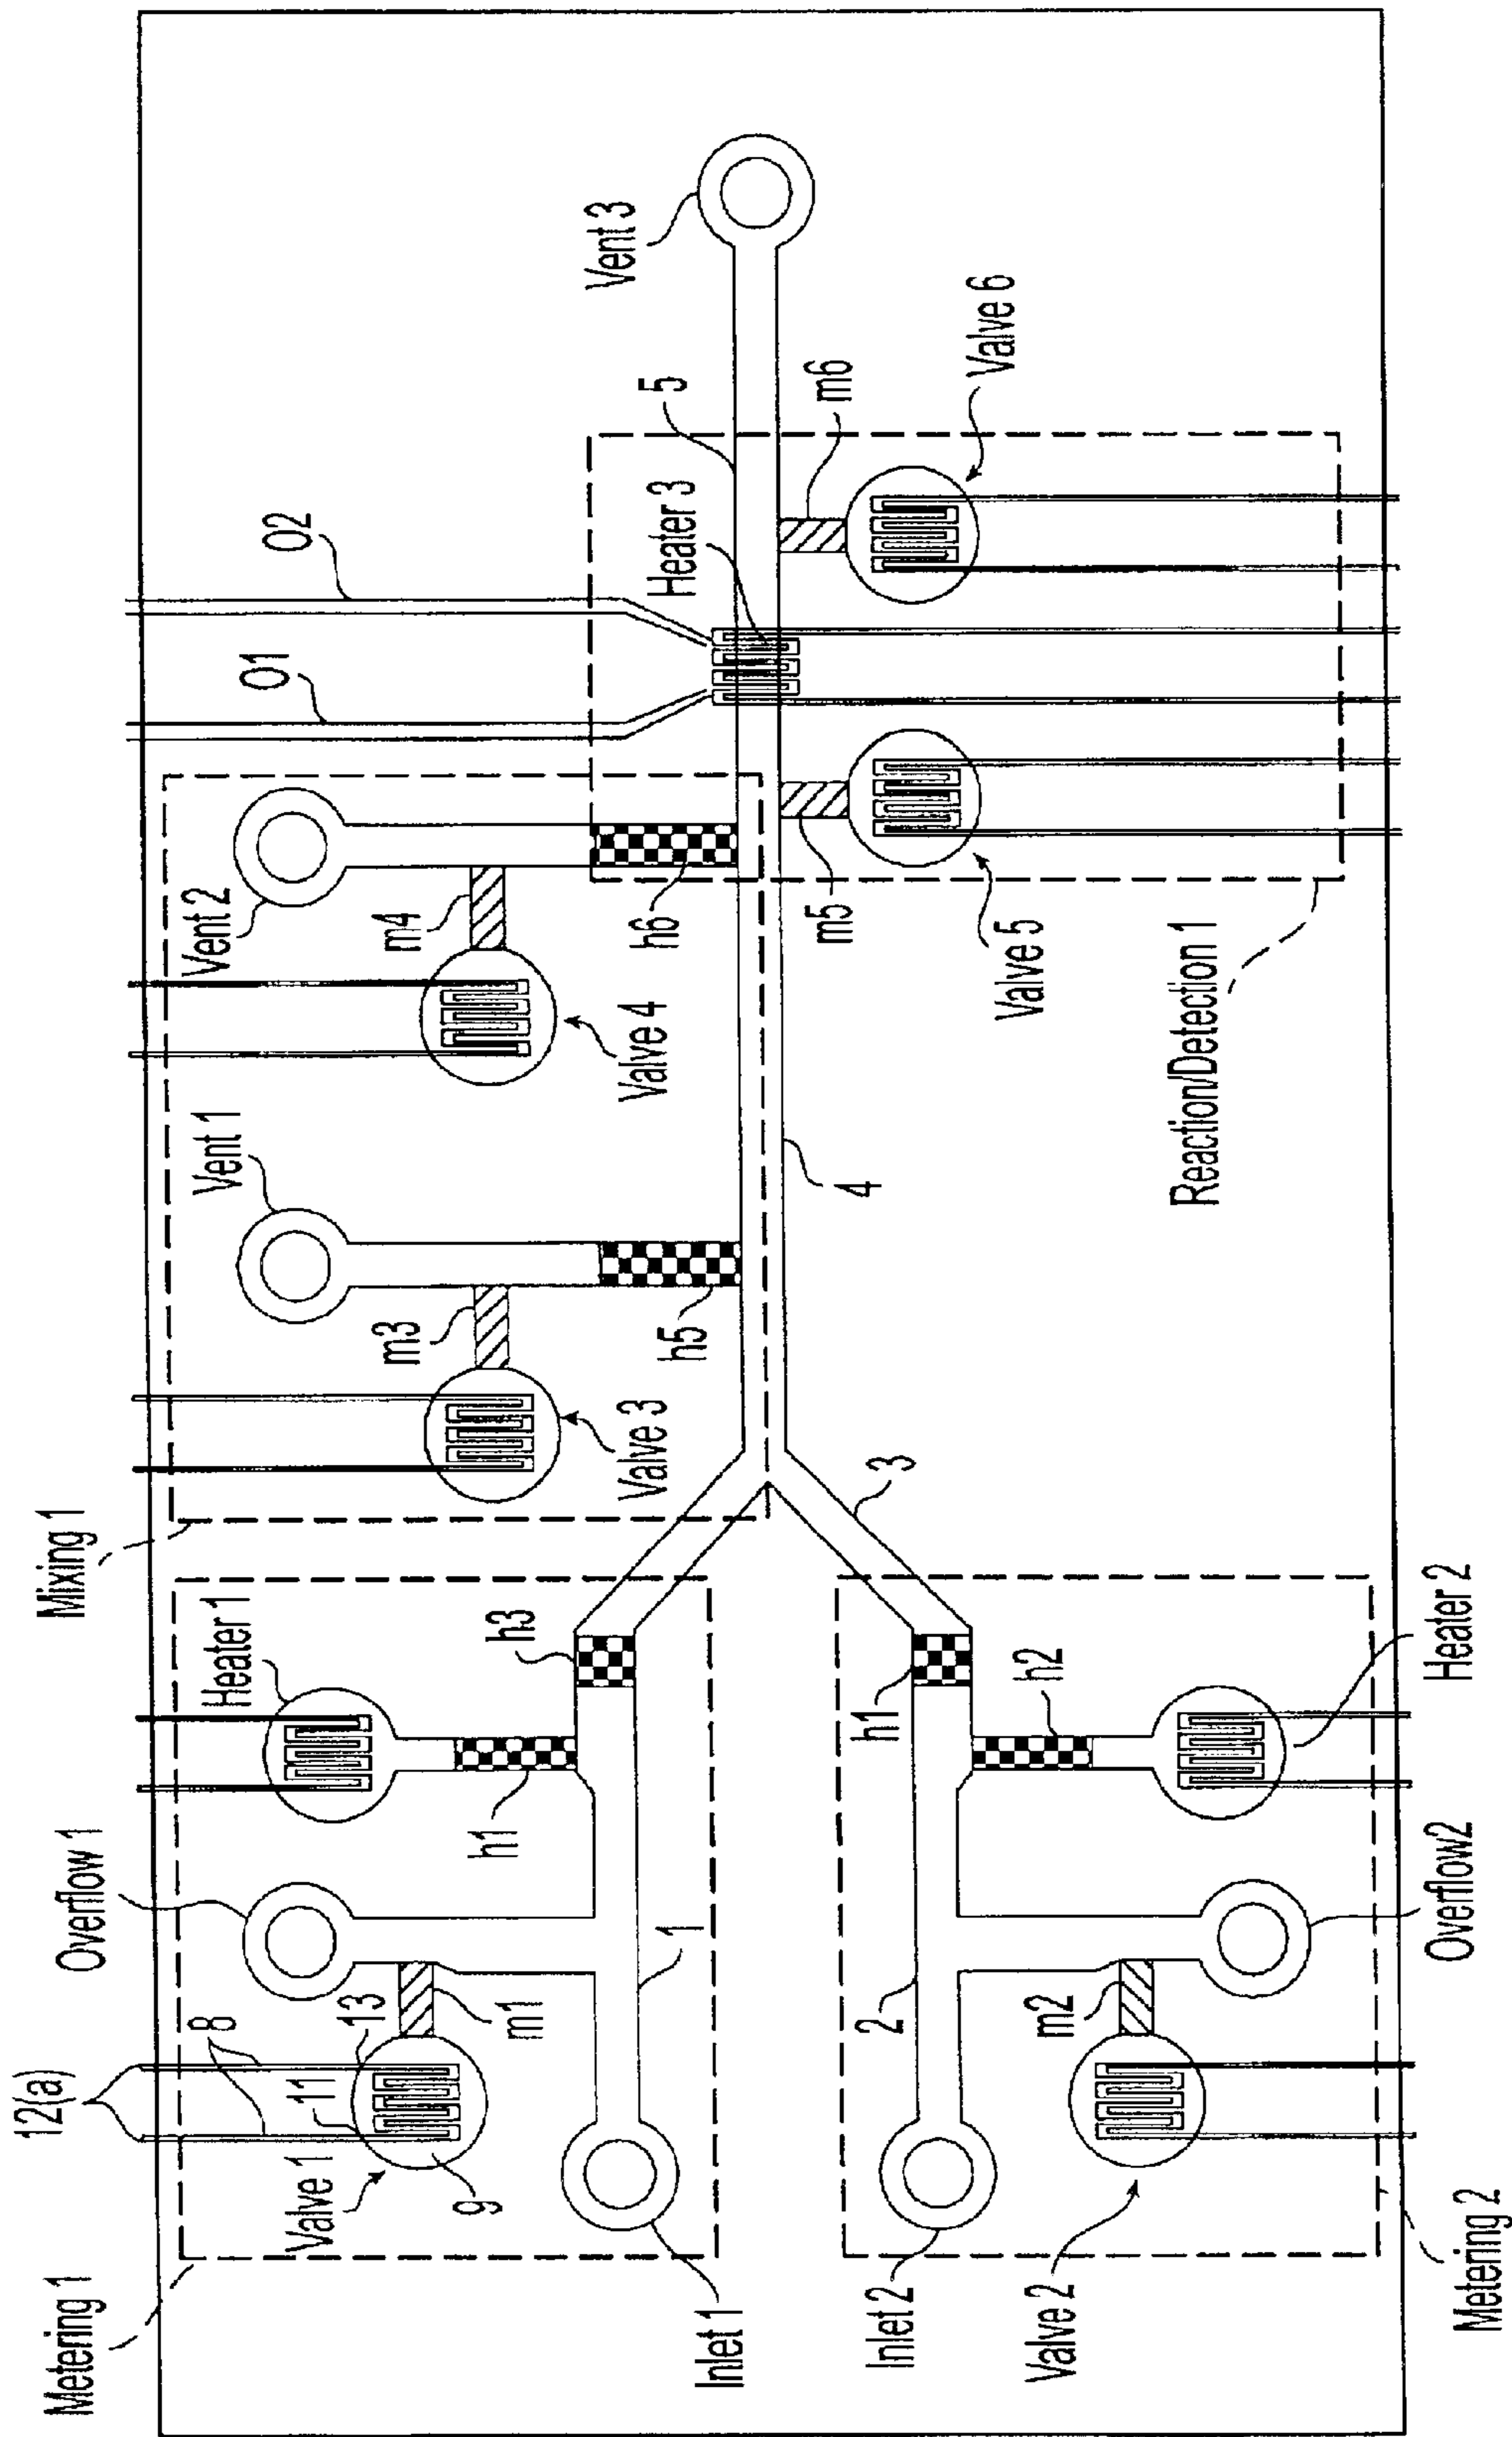 Metering 1
12(a)
8
Overflow 1
Heater 1
Mixing 1
Valve 1
11
13
9
m1
h1
h3
Inlet 1
1
Vent 1
m3
Valve 3
h5
Vent 2
m4
Valve 4
h6
O1
O2
Heater 3
5
Vent 3
3
4
m5
Valve 5
m6
Valve 6
Reaction/Detection 1
Inlet 2
2
h1
h2
m2
Valve 2
Metering 2
Overflow2
Heater 2